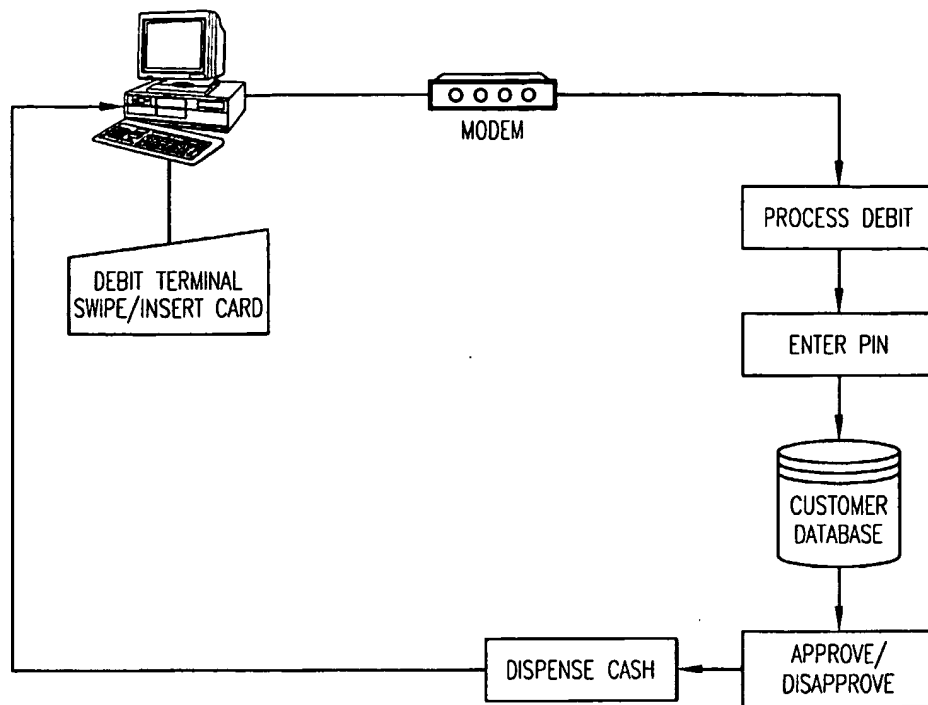 MODEM
PROCESS DEBIT
DEBIT TERMINAL
SWIPE/INSERT CARD
ENTER PIN
CUSTOMER
DATABASE
DISPENSE CASH
APPROVE/
DISAPPROVE